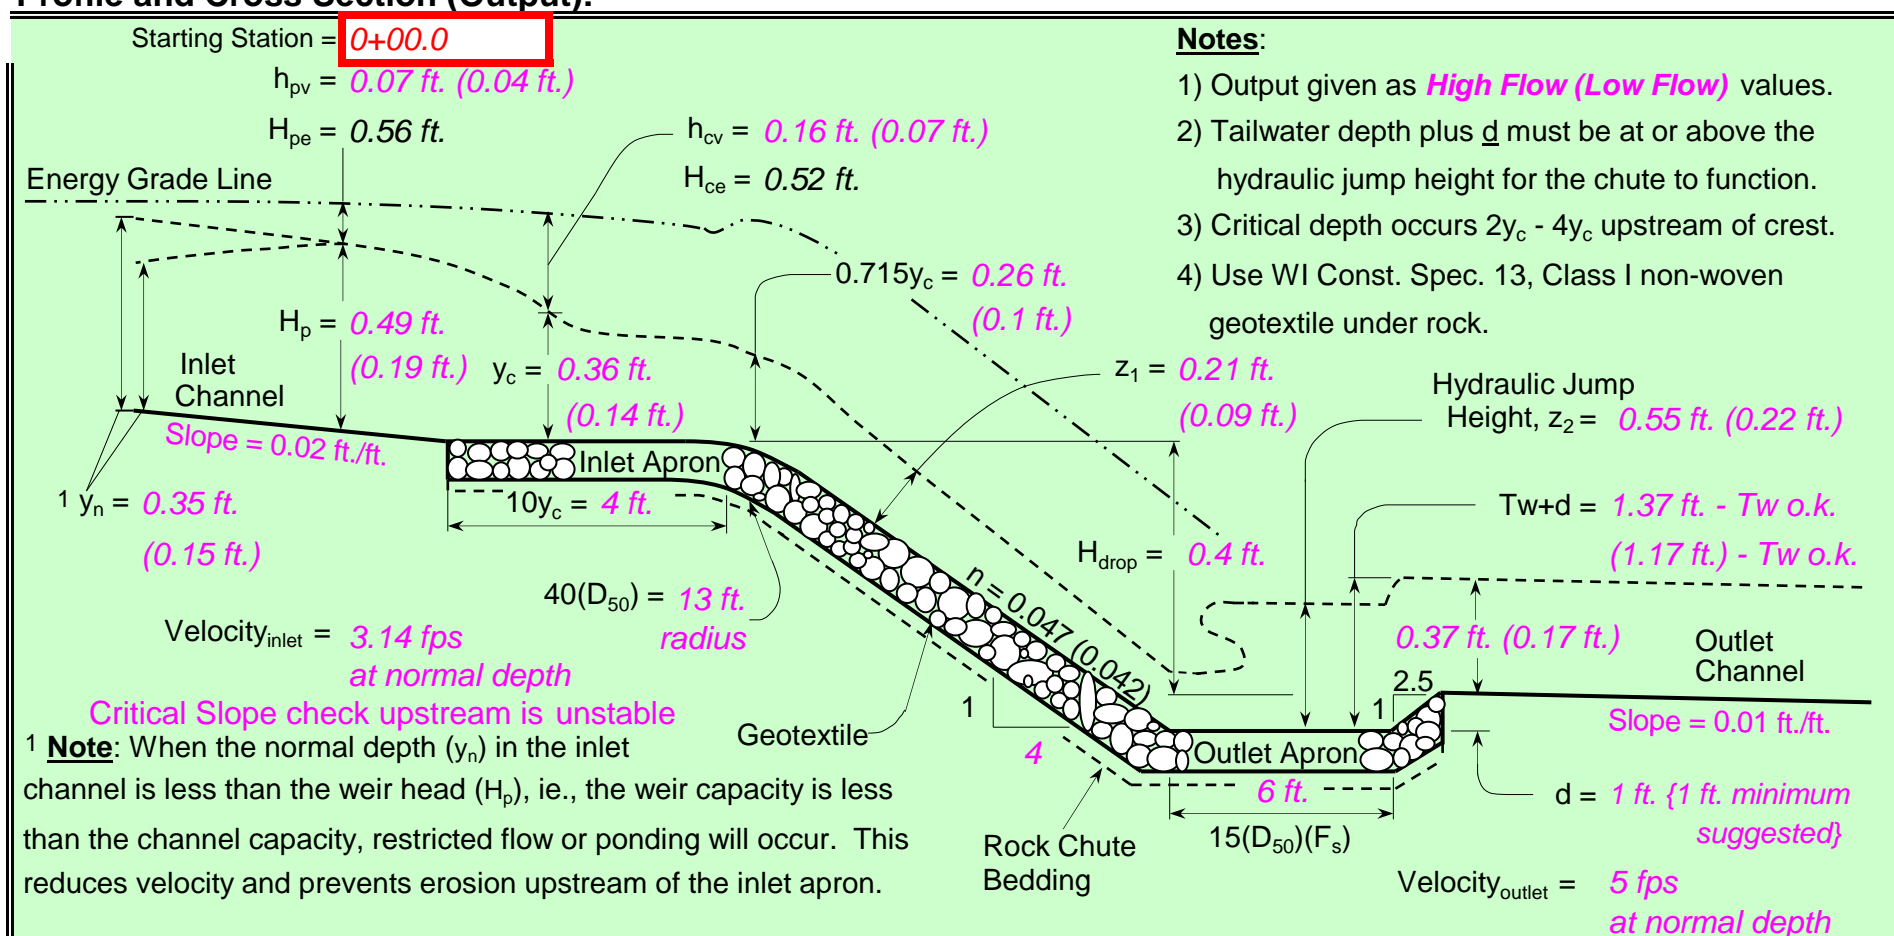 Profile and Cross Section (Output):
Starting Station = 0+00.0
hpv = 0.07 ft. (0.04 ft.)
Hpe = 0.56 ft.
Energy Grade Line
hcv = 0.16 ft. (0.07 ft.)
Hce = 0.52 ft.
Notes:
1) Output given as High Flow (Low Flow) values.
2) Tailwater depth plus d must be at or above the
hydraulic jump height for the chute to function.
3) Critical depth occurs 2yc - 4yc upstream of crest.
4) Use WI Const. Spec. 13, Class I non-woven
geotextile under rock.
0.715yc = 0.26 ft.
(0.1 ft.)
Hp = 0.49 ft.
(0.19 ft.)
Inlet
Channel
yc = 0.36 ft.
(0.14 ft.)
z1 = 0.21 ft.
(0.09 ft.)
Hydraulic Jump
Height, z2 = 0.55 ft. (0.22 ft.)
Slope = 0.02 ft./ft.
Inlet Apron
1 yn = 0.35 ft.
(0.15 ft.)
10yc = 4 ft.
Tw+d = 1.37 ft. - Tw o.k.
(1.17 ft.) - Tw o.k.
Hdrop = 0.4 ft.
40(D50) = 13 ft.
radius
n = 0.047 (0.042)
Velocityinlet = 3.14 fps
at normal depth
Critical Slope check upstream is unstable
0.37 ft. (0.17 ft.)
Outlet
Channel
2.5
1
1
4
Slope = 0.01 ft./ft.
Geotextile
Outlet Apron
6 ft.
15(D50)(Fs)
d = 1 ft. {1 ft. minimum
suggested}
Rock Chute
Bedding
Velocityoutlet = 5 fps
at normal depth
1 Note: When the normal depth (yn) in the inlet
channel is less than the weir head (Hp), ie., the weir capacity is less
than the channel capacity, restricted flow or ponding will occur. This
reduces velocity and prevents erosion upstream of the inlet apron.